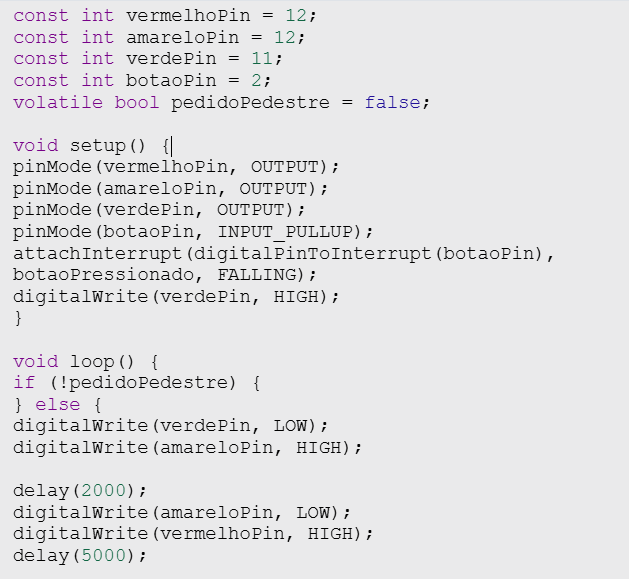 const int vermelhoPin = 12;
const int amareloPin = 12;
const int verdePin = 11;
const int botaoPin = 2;
volatile bool pedidoPedestre = false;
void setup() {
pinMode(vermelhoPin, OUTPUT);
pinMode(amareloPin, OUTPUT);
pinMode(verdePin, OUTPUT);
pinMode(botaoPin, INPUT_PULLUP);
attachInterrupt(digitalPinToInterrupt(botaoPin),
botaoPressionado, FALLING);
digitalWrite(verdePin, HIGH);
}
void loop() {
if (!pedidoPedestre) {
} else {
digitalWrite(verdePin, LOW);
digitalWrite(amareloPin, HIGH);
delay(2000);
digitalWrite(amareloPin, LOW);
digitalWrite(vermelhoPin, HIGH);
delay(5000);